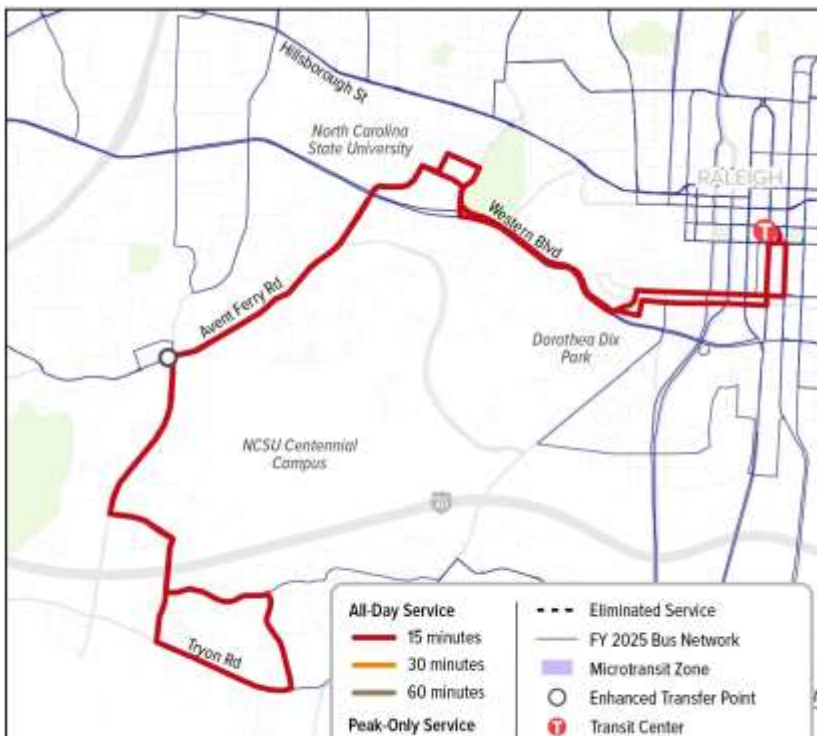 Hillsborough St
North Carolina
State University
RALEIGH
T
Western Blvd
Avent Ferry Rd
Dorothea Dix
Park
NCSU Centennial
Campus
40
Tryon Rd
All-Day Service
15 minutes
30 minutes
60 minutes
Peak-Only Service
Eliminated Service
FY 2025 Bus Network
Microtransit Zone
Enhanced Transfer Point
T Transit Center